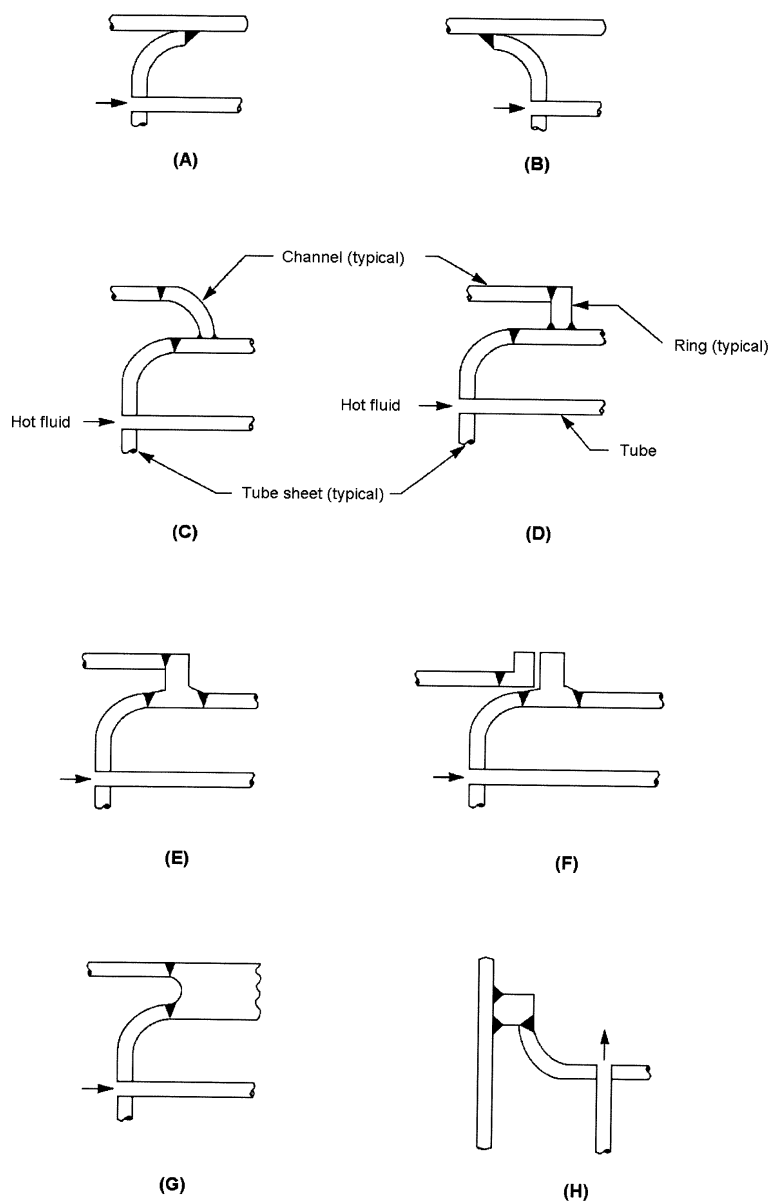 (A)
(B)
Channel (typical)
Ring (typical)
Hot fluid
Hot fluid
Tube
Tube sheet (typical)
(C)
(D)
(E)
(F)
(G)
(H)